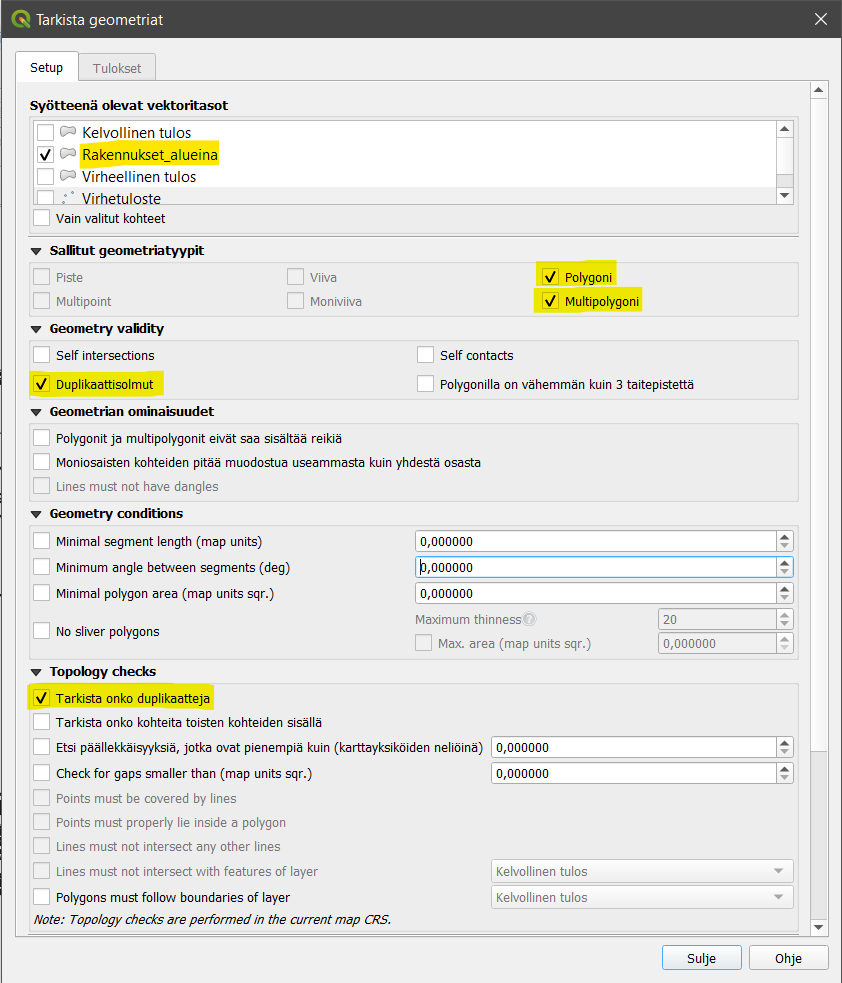 Tarkista geometriat
Setup Tulokset
Syötteenä olevat vektoritasot
Kelvollinen tulos
Rakennukset_alueina
Virheellinen tulos
Virhetuloste
Vain valitut kohteet
Sallitut geometriatyypit
Piste Viiva Polygoni
Multipoint Moniviiva Multipolygoni
Geometry validity
Self intersections Self contacts
Duplikaattisolmut Polygonilla on vähemmän kuin 3 taitepistettä
Geometrian ominaisuudet
Polygonit ja multipolygonit eivät saa sisältää reikiä
Moniosaisten kohteiden pitää muodostua useammasta kuin yhdestä osasta
Lines must not have dangles
Geometry conditions
Minimal segment length (map units) 0,000000
Minimum angle between segments (deg) 0,000000
Minimal polygon area (map units sqr.) 0,000000
No sliver polygons Maximum thinness ? 20
Max. area (map units sqr.) 0,000000
Topology checks
Tarkista onko duplikaatteja
Tarkista onko kohteita toisten kohteiden sisällä
Etsi päällekkäisyyksiä, jotka ovat pienempiä kuin (karttayksiköiden neliöinä) 0,000000
Check for gaps smaller than (map units sqr.) 0,000000
Points must be covered by lines
Points must properly lie inside a polygon
Lines must not intersect any other lines
Lines must not intersect with features of layer Kelvollinen tulos
Polygons must follow boundaries of layer Kelvollinen tulos
Note: Topology checks are performed in the current map CRS.
Sulje Ohje